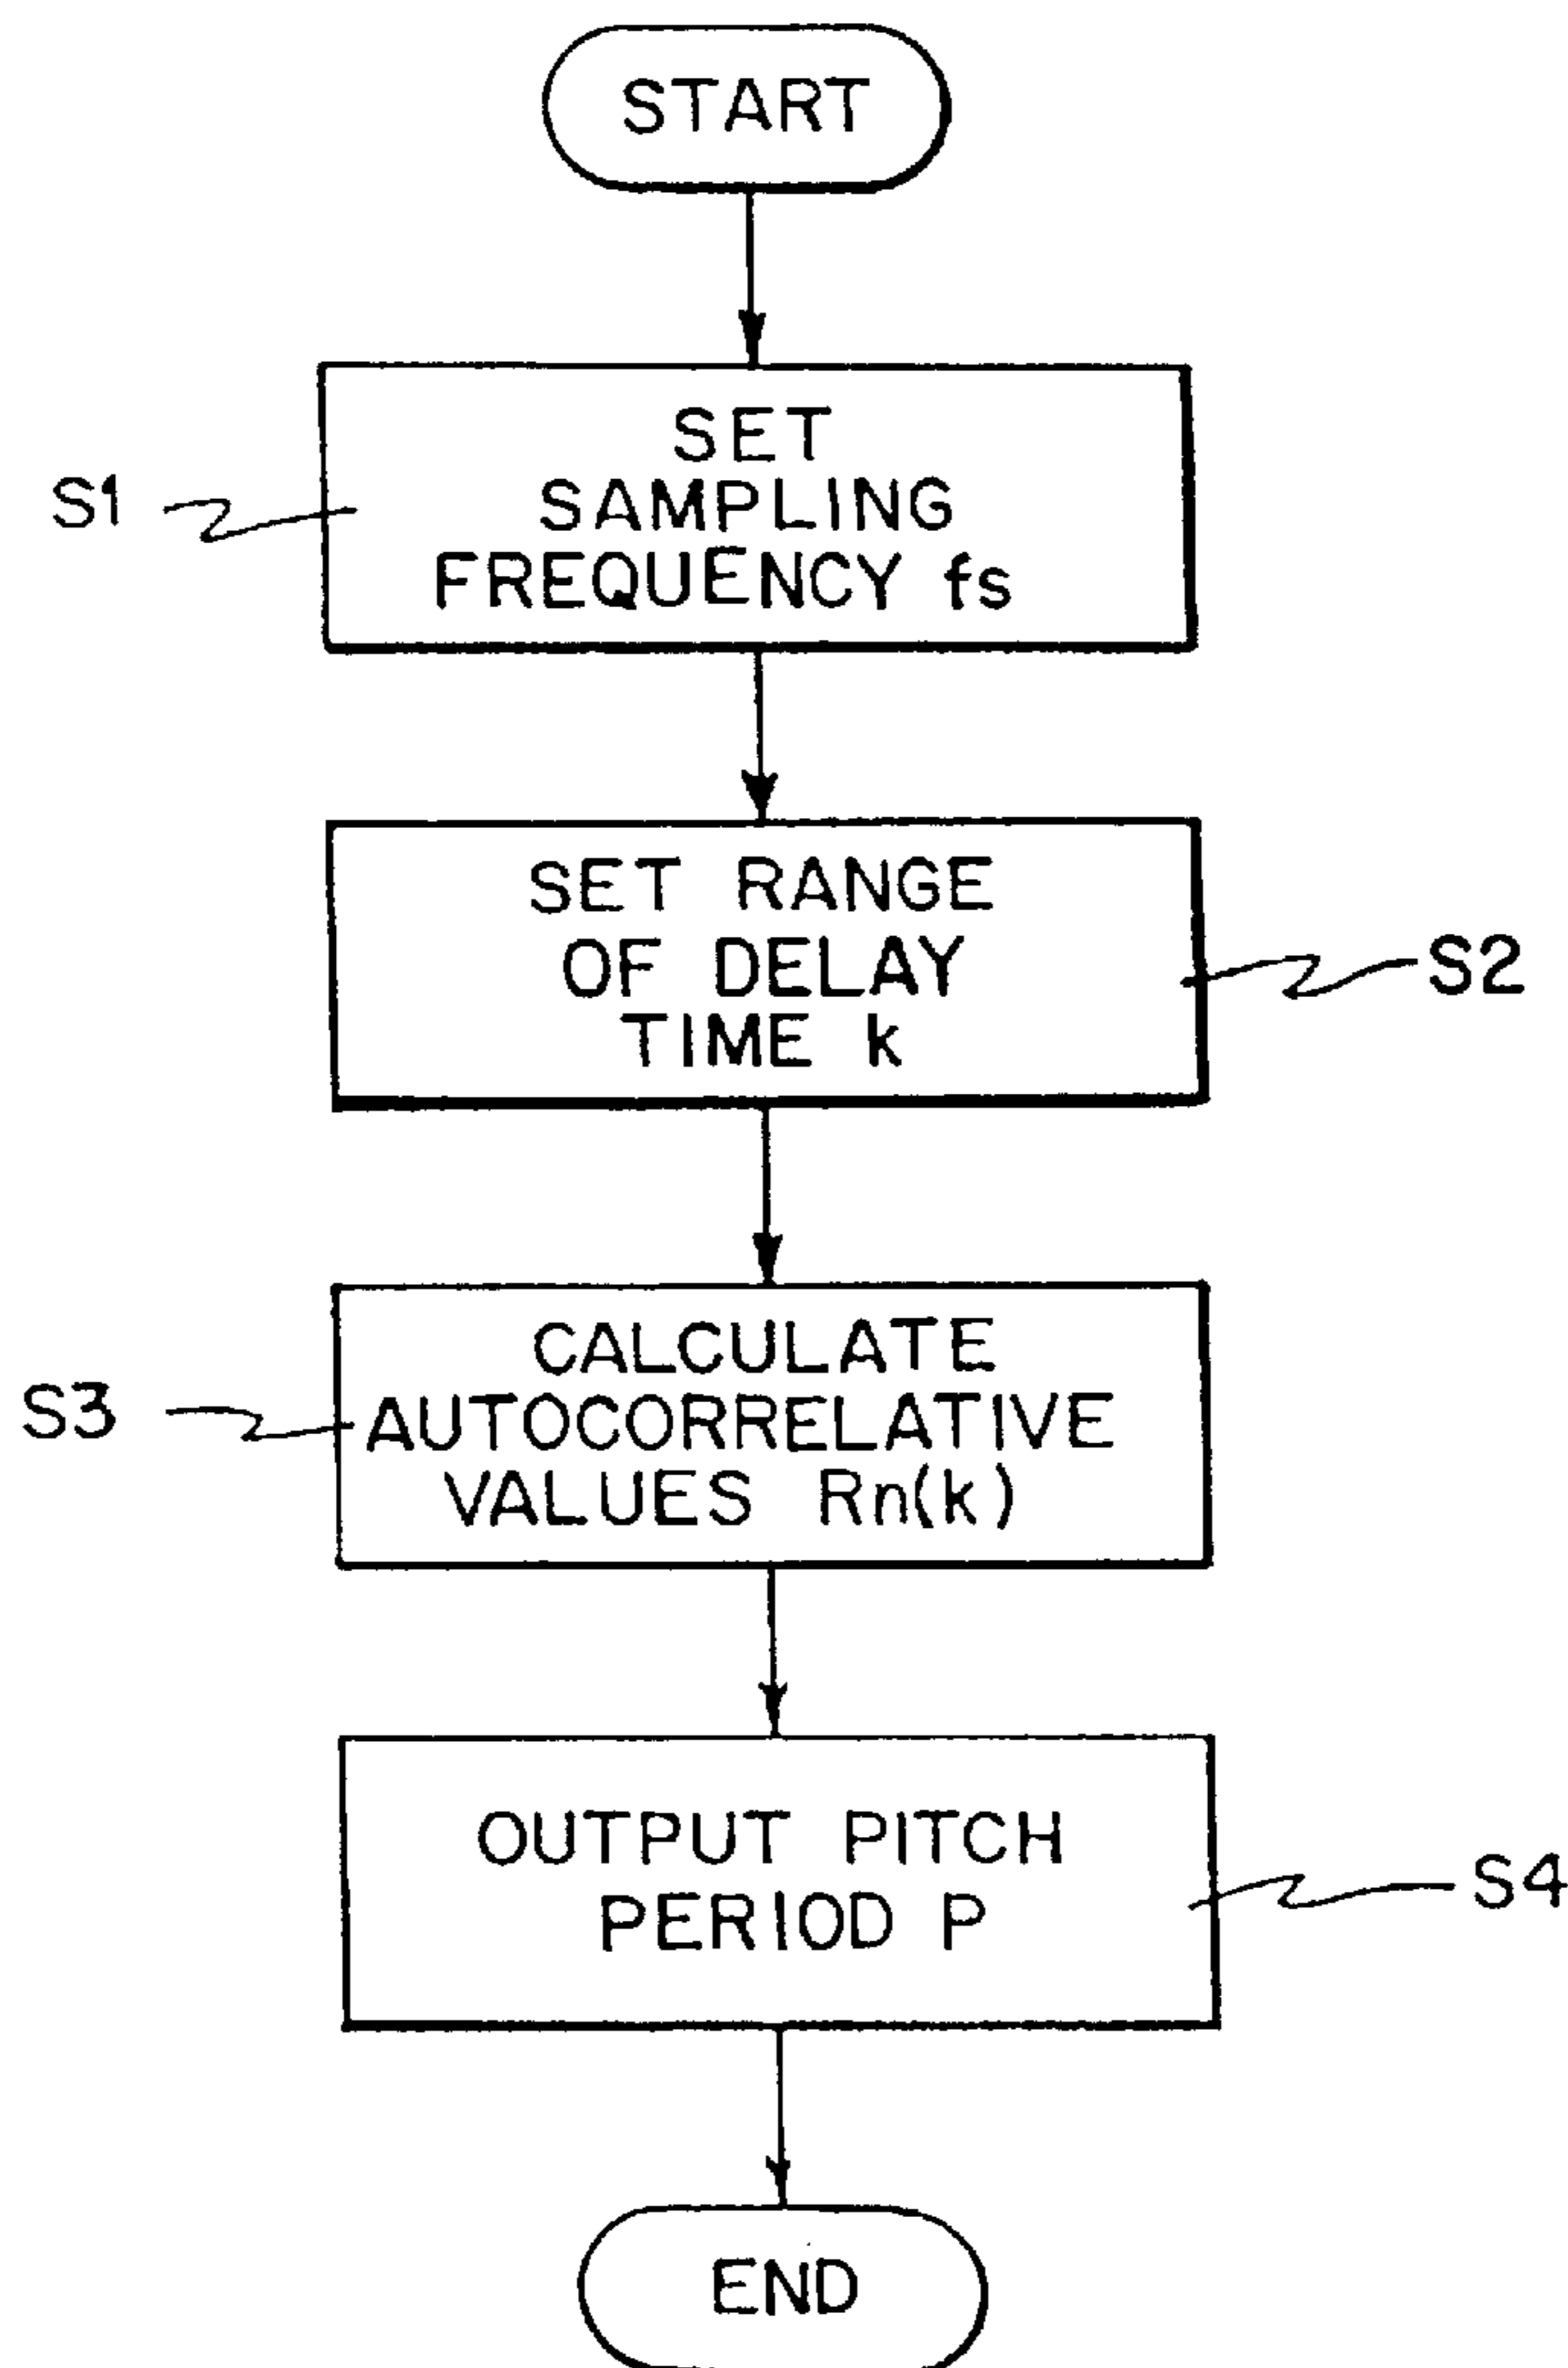 START
SET
SAMPLING
FREQUENCY fs
S1
SET RANGE
OF DELAY
TIME k
S2
CALCULATE
AUTOCORRELATIVE
VALUES Rn(k)
S3
OUTPUT PITCH
PERIOD P
S4
END